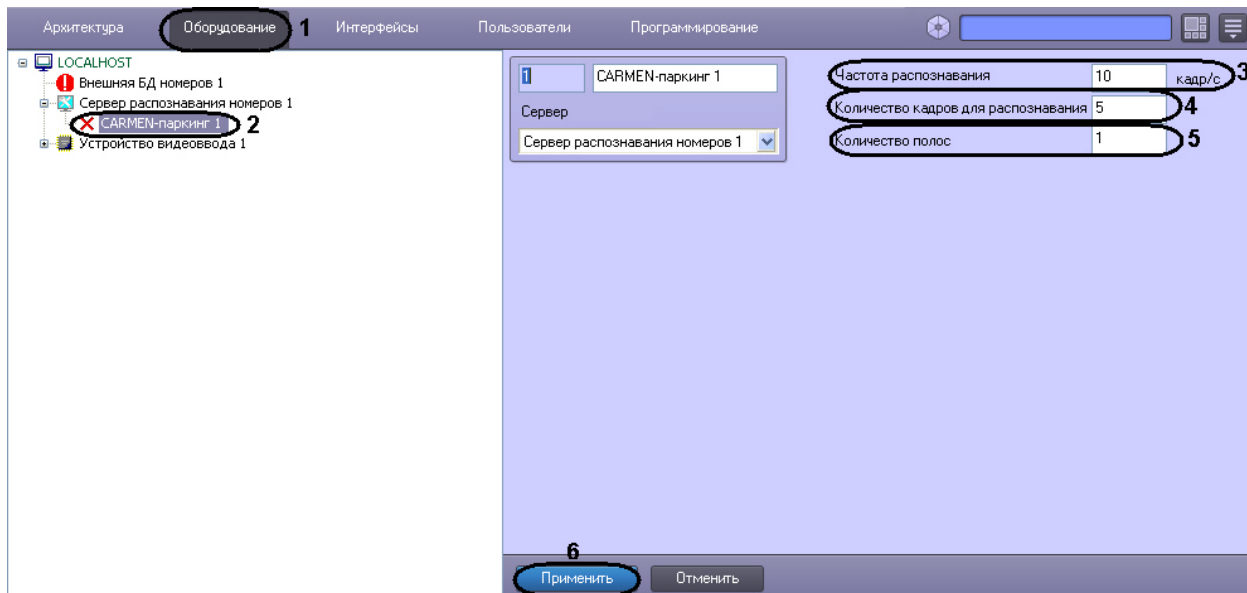 Архитектура Оборудование 1 Интерфейсы Пользователи Программирование
LOCALHOST
Внешняя БД номеров 1
Сервер распознавания номеров 1
CARMEN-паркинг 1 2
Устройство видеоввода 1
1 CARMEN-паркинг 1
Сервер
Сервер распознавания номеров 1
Частота распознавания 10 кадр/с 3
Количество кадров для распознавания 5 4
Количество полос 1 5
6
Применить Отменить